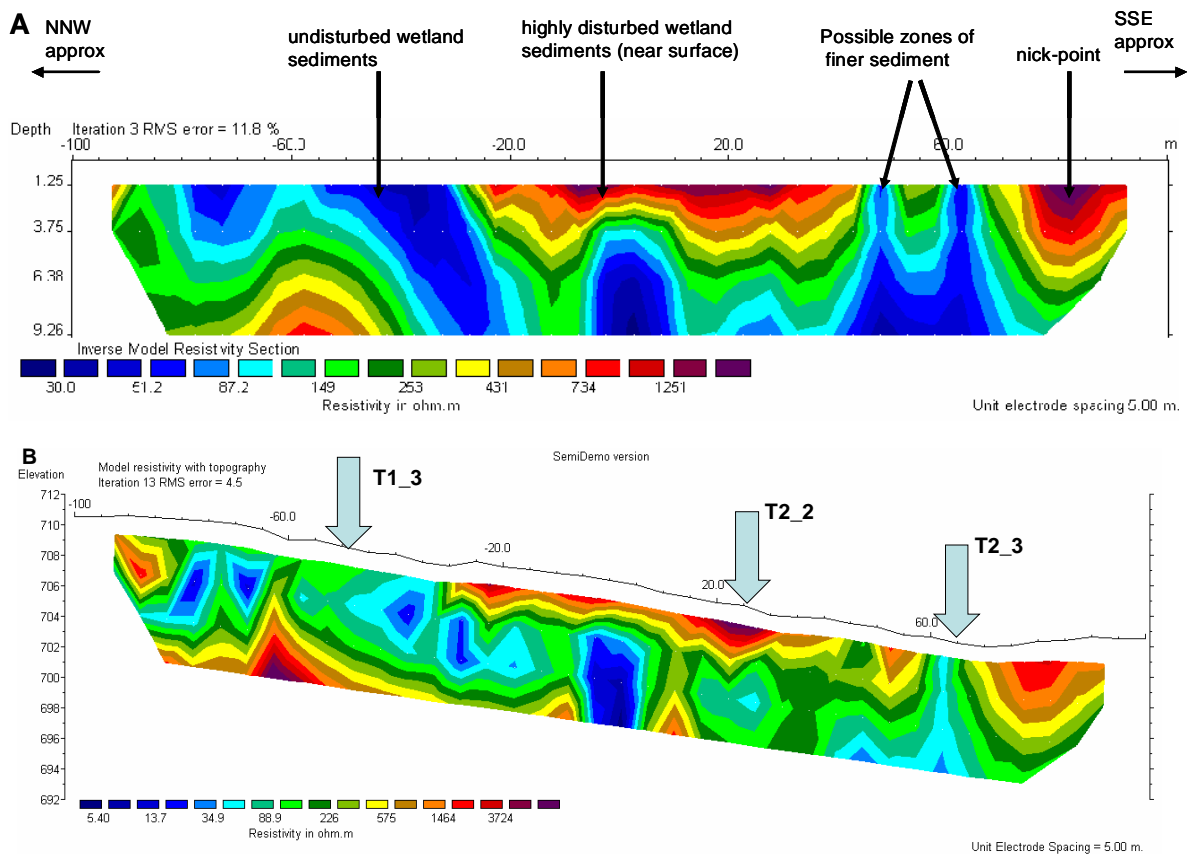 A
NNW
approx
undisturbed wetland
sediments
highly disturbed wetland
sediments (near surface)
Possible zones of
finer sediment
nick-point
SSE
approx
Depth Iteration 3 RMS error = 11.8 %
-100 -60.0 -20.0 20.0 60.0 m
1.25
3.75
6.38
9.26
Inverse Model Resistivity Section
30.0 51.2 87.2 149 253 431 734 1251
Resistivity in ohm.m
Unit electrode spacing 5.00 m.
B
Elevation
Model resistivity with topography
Iteration 13 RMS error = 4.5
SemiDemo version
T1_3
T2_2
T2_3
712
710
708
706
704
702
700
698
696
694
692
-100
-60.0
-20.0
20.0
60.0
5.40 13.7 34.9 88.9 226 575 1464 3724
Resistivity in ohm.m
Unit Electrode Spacing = 5.00 m.